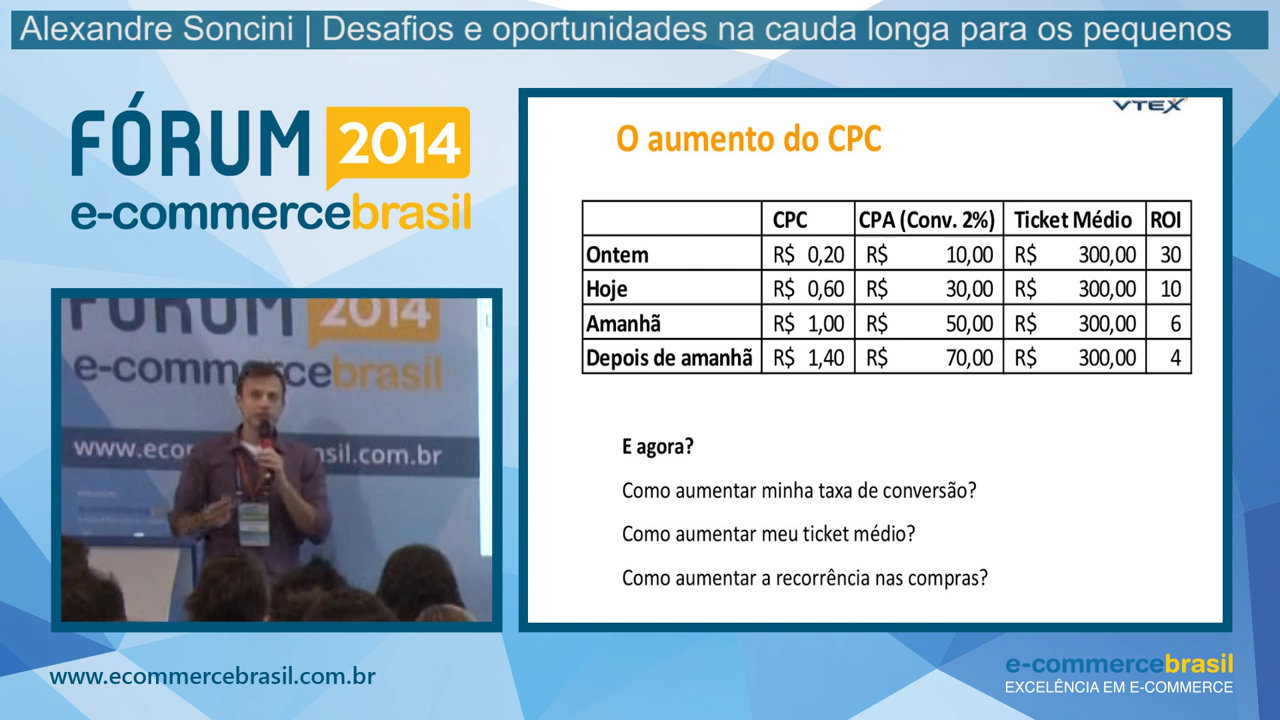 Alexandre Soncini | Desafios e oportunidades na cauda longa para os pequenos
FÓRUM 2014
e-commercebrasil
VTEX
O aumento do CPC
CPC CPA (Conv. 2%) Ticket Médio ROI
Ontem R$ 0,20 R$ 10,00 R$ 300,00 30
Hoje R$ 0,60 R$ 30,00 R$ 300,00 10
Amanhã R$ 1,00 R$ 50,00 R$ 300,00 6
Depois de amanhã R$ 1,40 R$ 70,00 R$ 300,00 4
E agora?
Como aumentar minha taxa de conversão?
Como aumentar meu ticket médio?
Como aumentar a recorrência nas compras?
FÓRUM 2014
e-commercebrasil
www.ecom rasil.com.br
www.ecommercebrasil.com.br
e-commercebrasil
EXCELÊNCIA EM E-COMMERCE